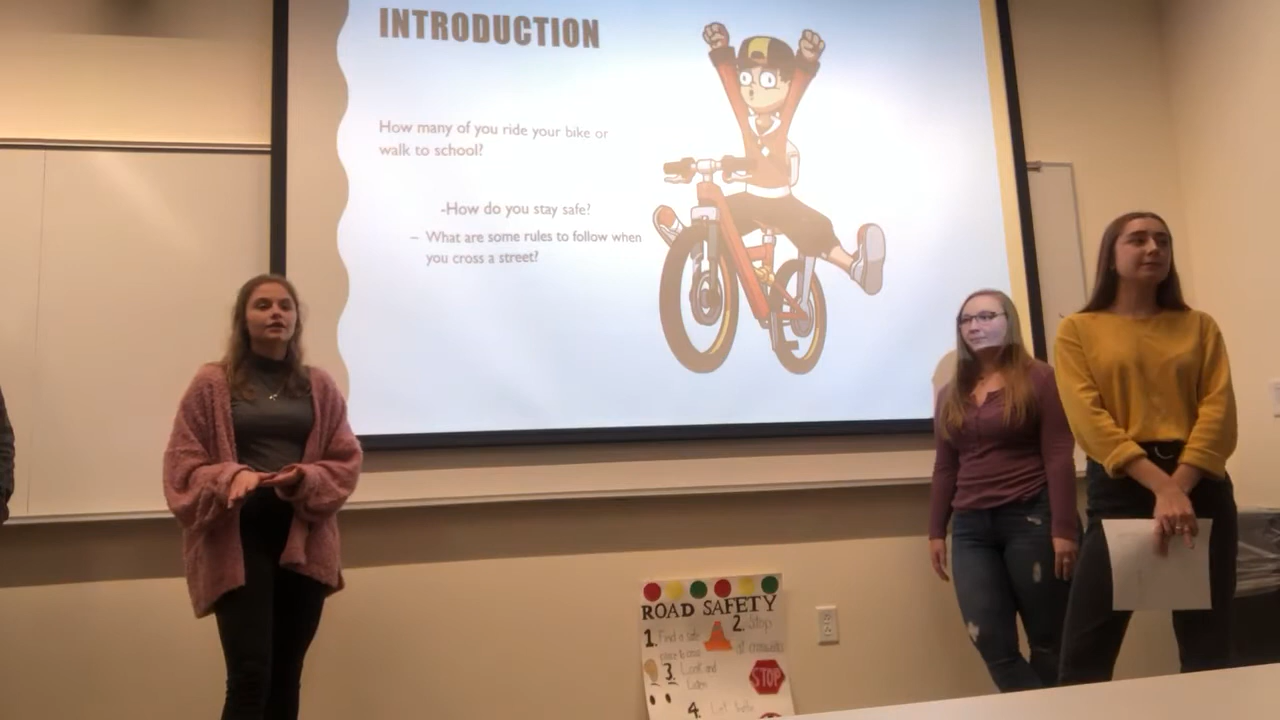 INTRODUCTION
How many of you ride your bike or
walk to school?
-How do you stay safe?
– What are some rules to follow when
you cross a street?
ROAD SAFETY
1. Find a safe
place to cross
2. Stop
at crosswalks
3. Look and
Listen
STOP
4. Let